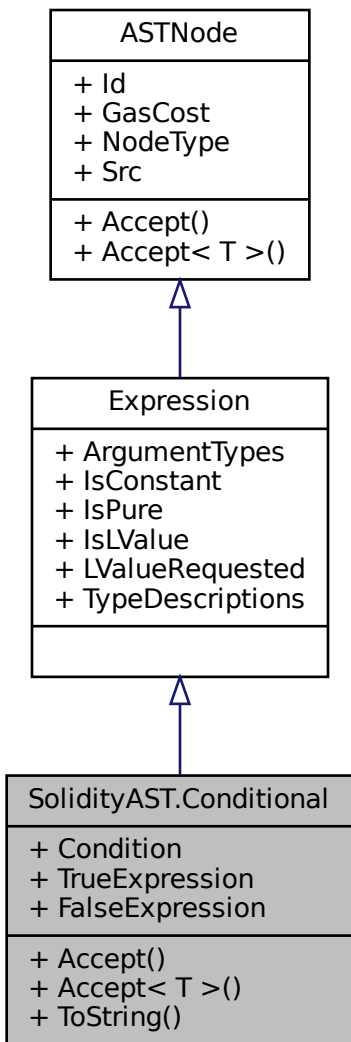 ASTNode
+ Id
+ GasCost
+ NodeType
+ Src
+ Accept()
+ Accept< T >()
Expression
+ ArgumentTypes
+ IsConstant
+ IsPure
+ IsLValue
+ LValueRequested
+ TypeDescriptions
SolidityAST.Conditional
+ Condition
+ TrueExpression
+ FalseExpression
+ Accept()
+ Accept< T >()
+ ToString()